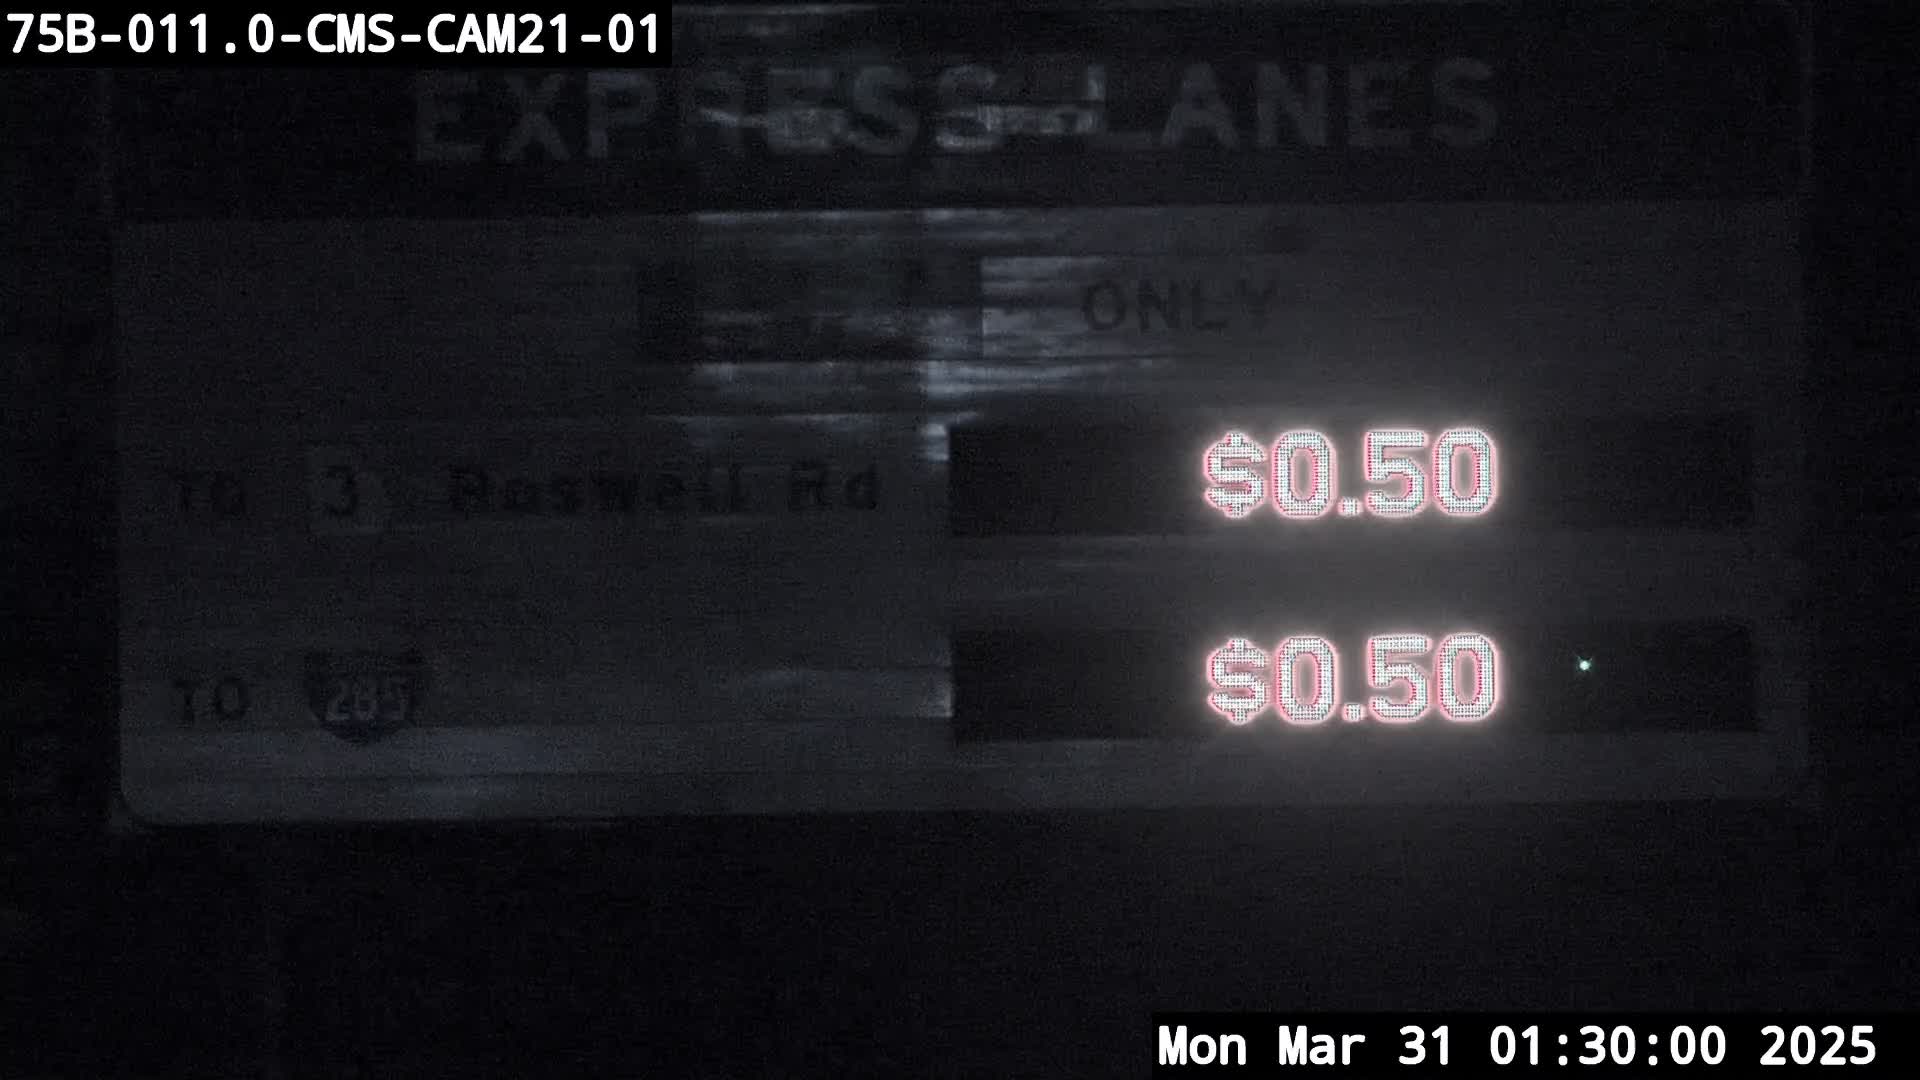 75B-011.0-CMS-CAM21-01
EXPRESS LANES
ONLY
TO 3 Roswell Rd $0.50
TO 285 $0.50
Mon Mar 31 01:30:00 2025